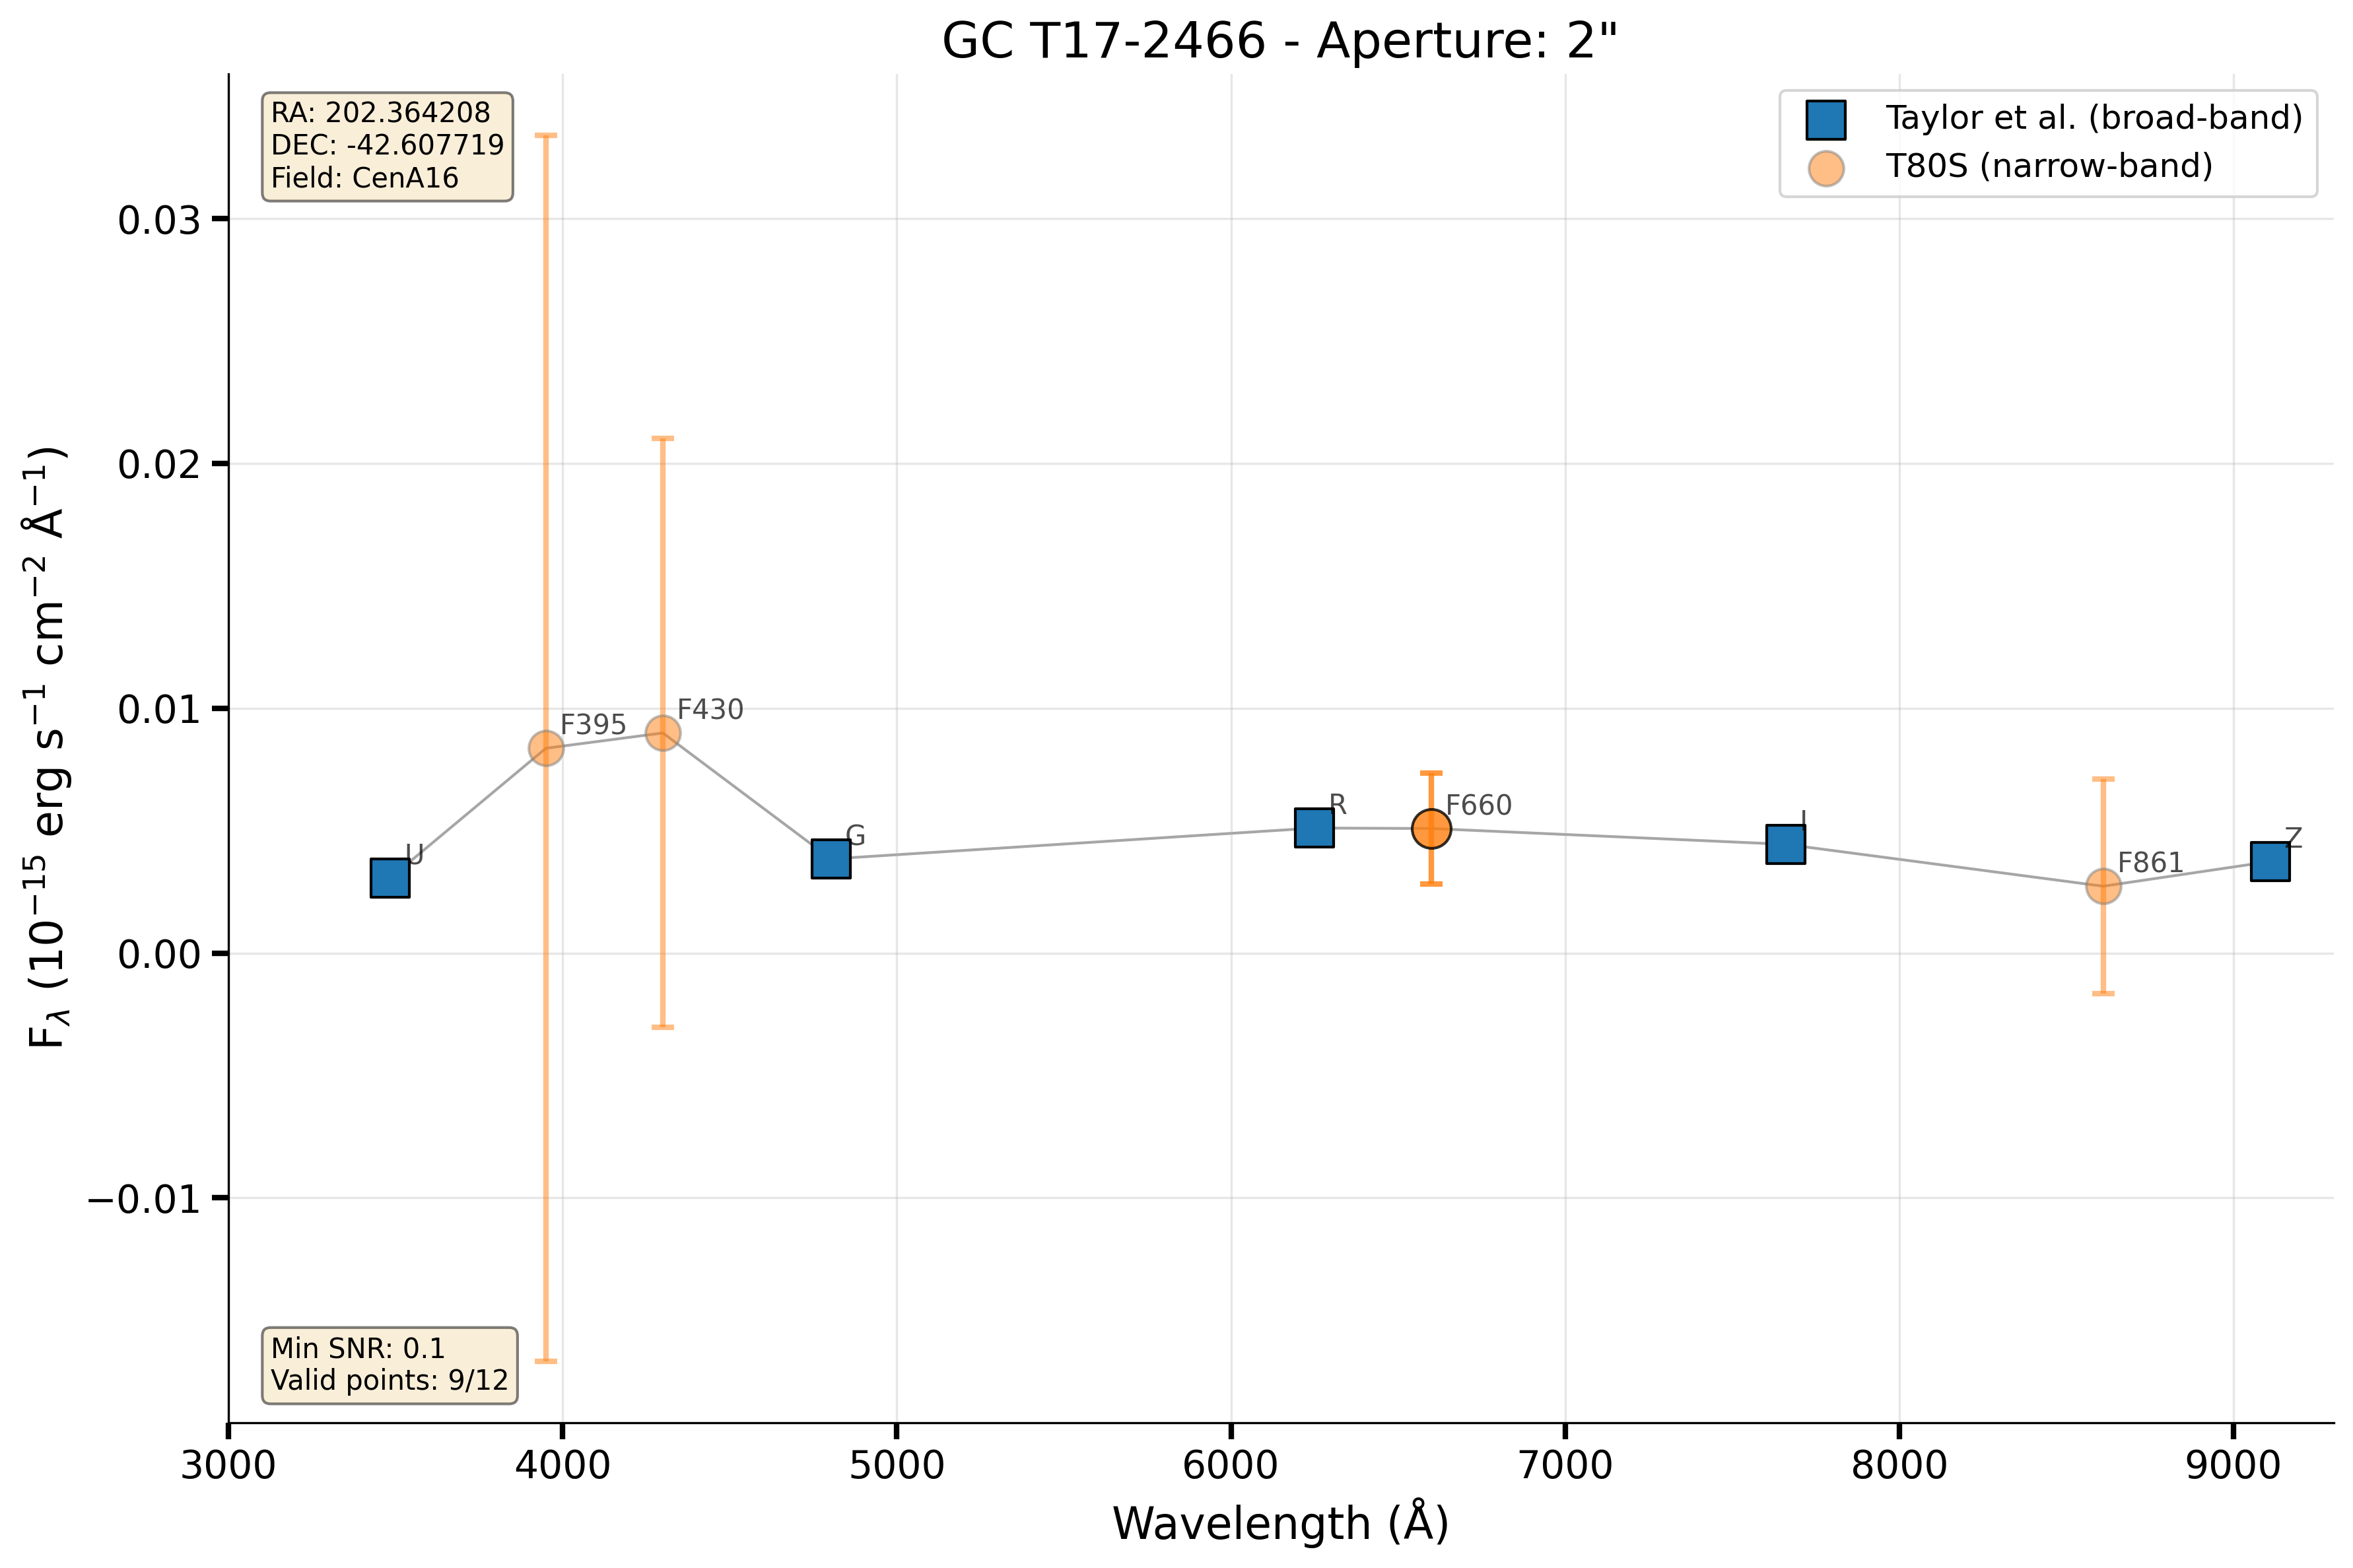 GC T17-2466 - Aperture: 2"
RA: 202.364208
DEC: -42.607719
Field: CenA16
Taylor et al. (broad-band)
T80S (narrow-band)
0.03
0.02
0.01
0.00
−0.01
F_λ (10⁻¹⁵ erg s⁻¹ cm⁻² Å⁻¹)
U
F395
F430
G
R
F660
I
F861
Z
Min SNR: 0.1
Valid points: 9/12
3000 4000 5000 6000 7000 8000 9000
Wavelength (Å)